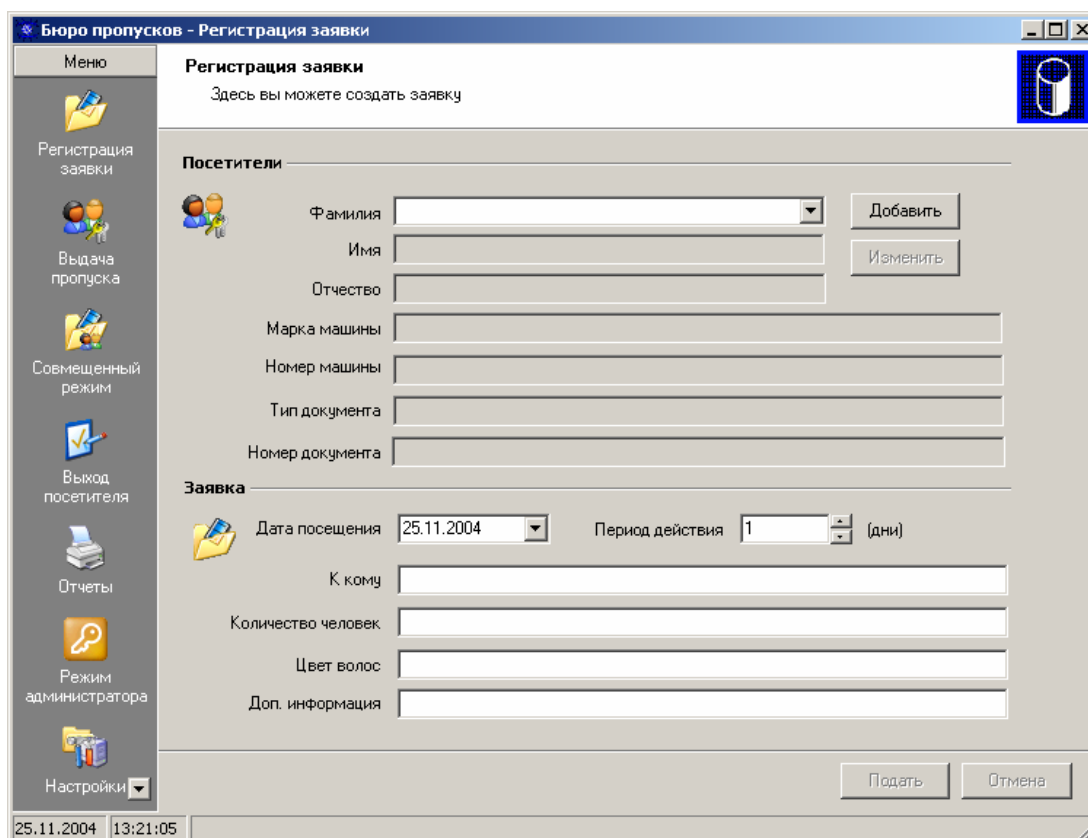 Бюро пропусков - Регистрация заявки
Меню
Регистрация
заявки
Выдача
пропуска
Совмещенный
режим
Выход
посетителя
Отчеты
Режим
администратора
Настройки
Регистрация заявки
Здесь вы можете создать заявку
Посетители
Фамилия
Добавить
Имя
Изменить
Отчество
Марка машины
Номер машины
Тип документа
Номер документа
Заявка
Дата посещения 25.11.2004 Период действия 1 (дни)
К кому
Количество человек
Цвет волос
Доп. информация
Подать Отмена
25.11.2004 13:21:05